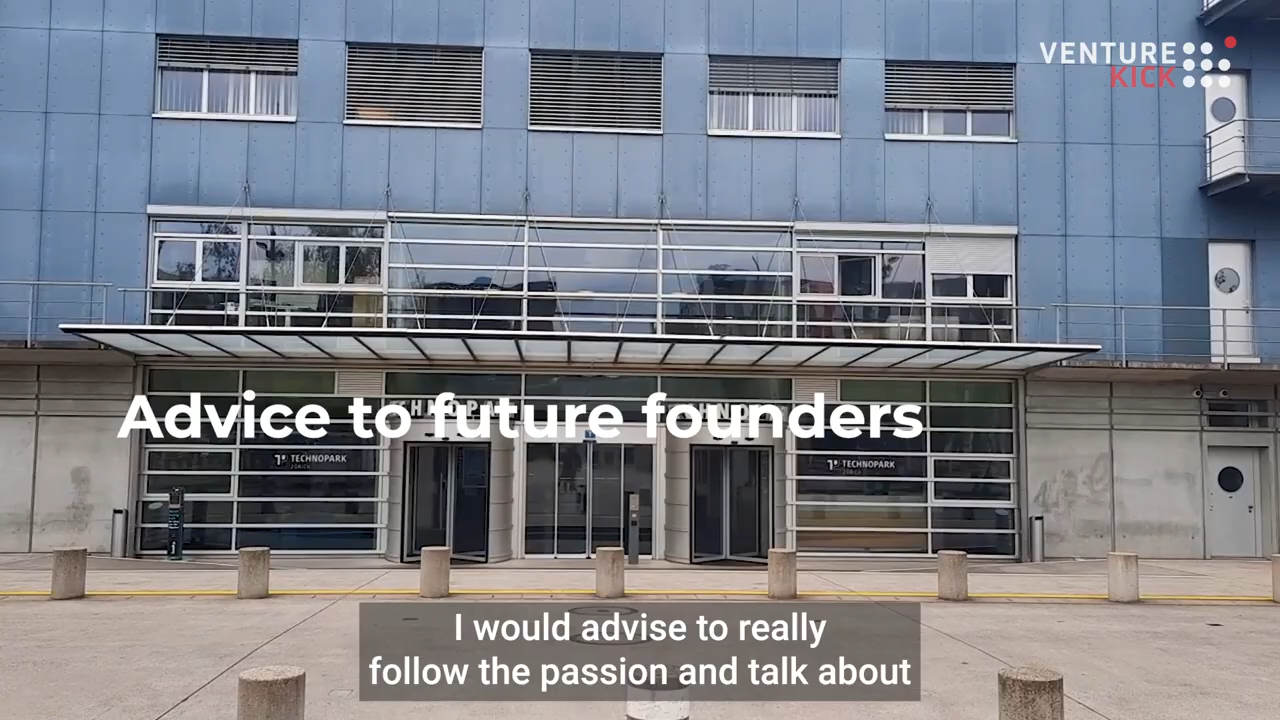 VENTURE
KICK
Advice to future founders
TECHNOPARK
ZÜRICH
TECHNOPARK
I would advise to really
follow the passion and talk about